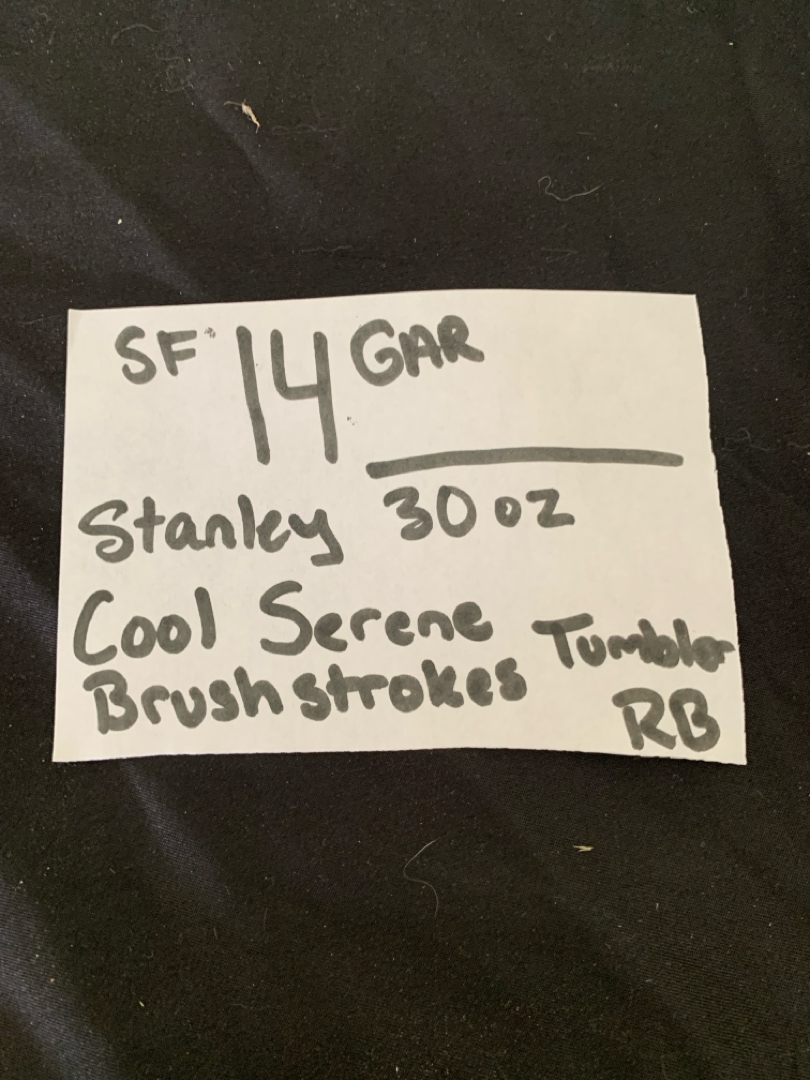 SF 14 GAR
Stanley 30 oz
Cool Serene
Brushstrokes Tumbler
RB